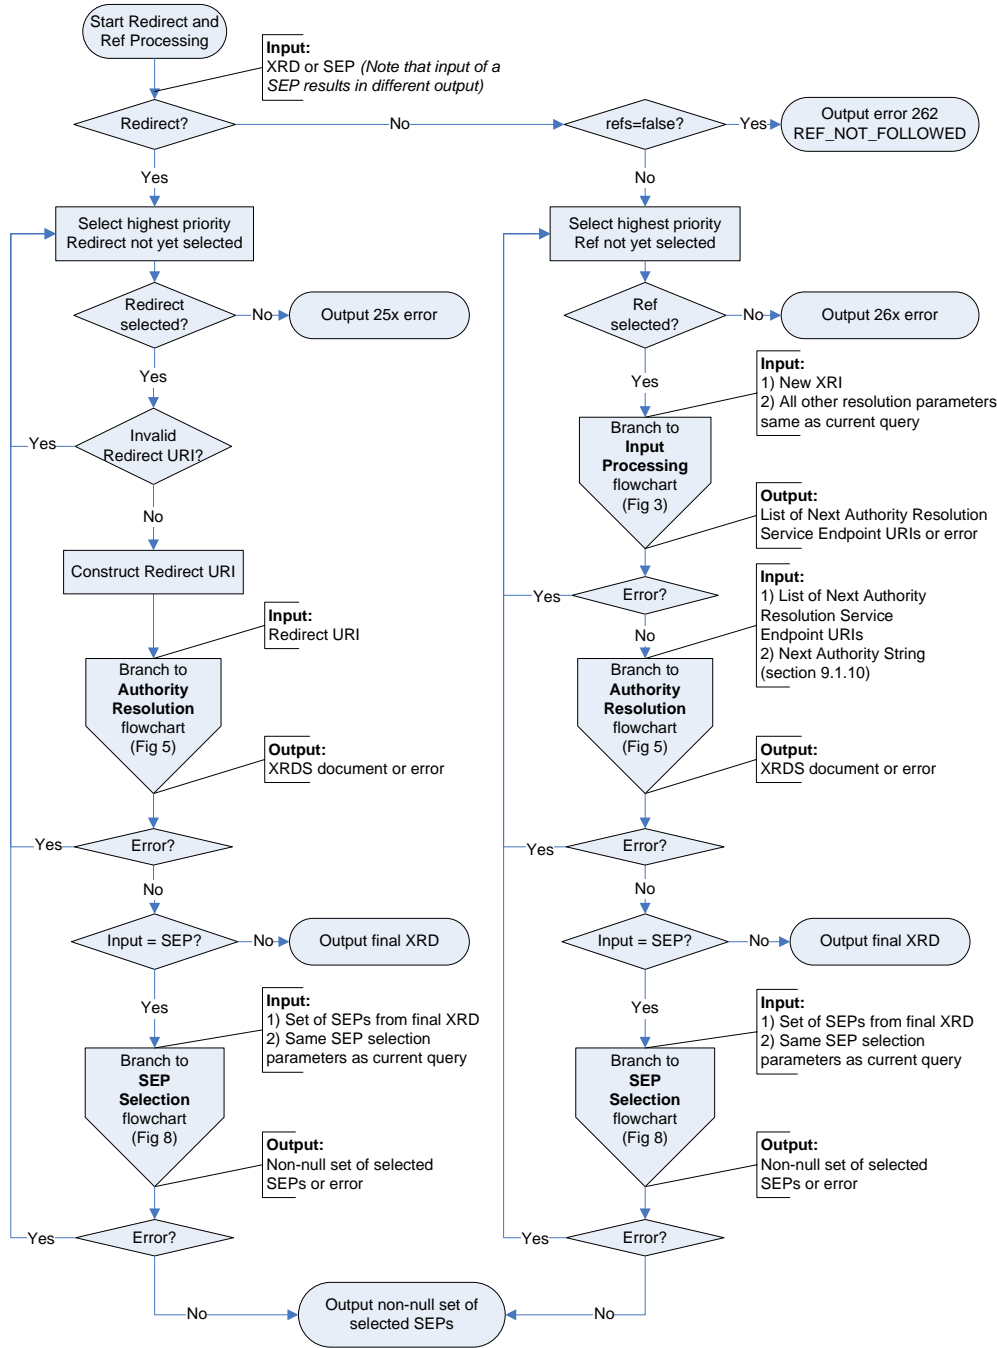 Start Redirect and
Ref Processing
Input:
XRD or SEP (Note that input of a
SEP results in different output)
Redirect?
No
refs=false?
Yes
Output error 262
REF_NOT_FOLLOWED
Yes
No
Select highest priority
Redirect not yet selected
Select highest priority
Ref not yet selected
Redirect
selected?
No
Output 25x error
Ref
selected?
No
Output 26x error
Yes
Yes
Input:
1) New XRI
2) All other resolution parameters
same as current query
Invalid
Redirect URI?
Yes
Branch to
Input
Processing
flowchart
(Fig 3)
No
Output:
List of Next Authority Resolution
Service Endpoint URIs or error
Construct Redirect URI
Error?
Yes
Input:
1) List of Next Authority
Resolution Service
Endpoint URIs
2) Next Authority String
(section 9.1.10)
Input:
Redirect URI
No
Branch to
Authority
Resolution
flowchart
(Fig 5)
Branch to
Authority
Resolution
flowchart
(Fig 5)
Output:
XRDS document or error
Output:
XRDS document or error
Yes
Error?
Yes
Error?
No
No
Input = SEP?
No
Output final XRD
Input = SEP?
No
Output final XRD
Yes
Yes
Input:
1) Set of SEPs from final XRD
2) Same SEP selection
parameters as current query
Input:
1) Set of SEPs from final XRD
2) Same SEP selection
parameters as current query
Branch to
SEP
Selection
flowchart
(Fig 8)
Branch to
SEP
Selection
flowchart
(Fig 8)
Output:
Non-null set of selected
SEPs or error
Output:
Non-null set of selected
SEPs or error
Yes
Error?
Yes
Error?
No
Output non-null set of
selected SEPs
No